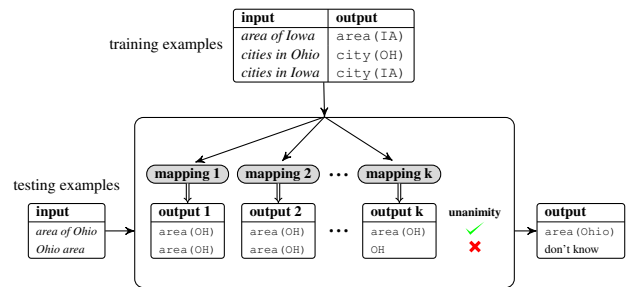 input output
training examples
area of Iowa area(IA)
cities in Ohio city(OH)
cities in Iowa city(IA)
mapping 1 mapping 2 ••• mapping k
testing examples
input output 1 output 2 output k unanimity output
area of Ohio area(OH) area(OH) ••• area(OH) ✓ area(Ohio)
Ohio area area(OH) area(OH) OH ✖ don't know